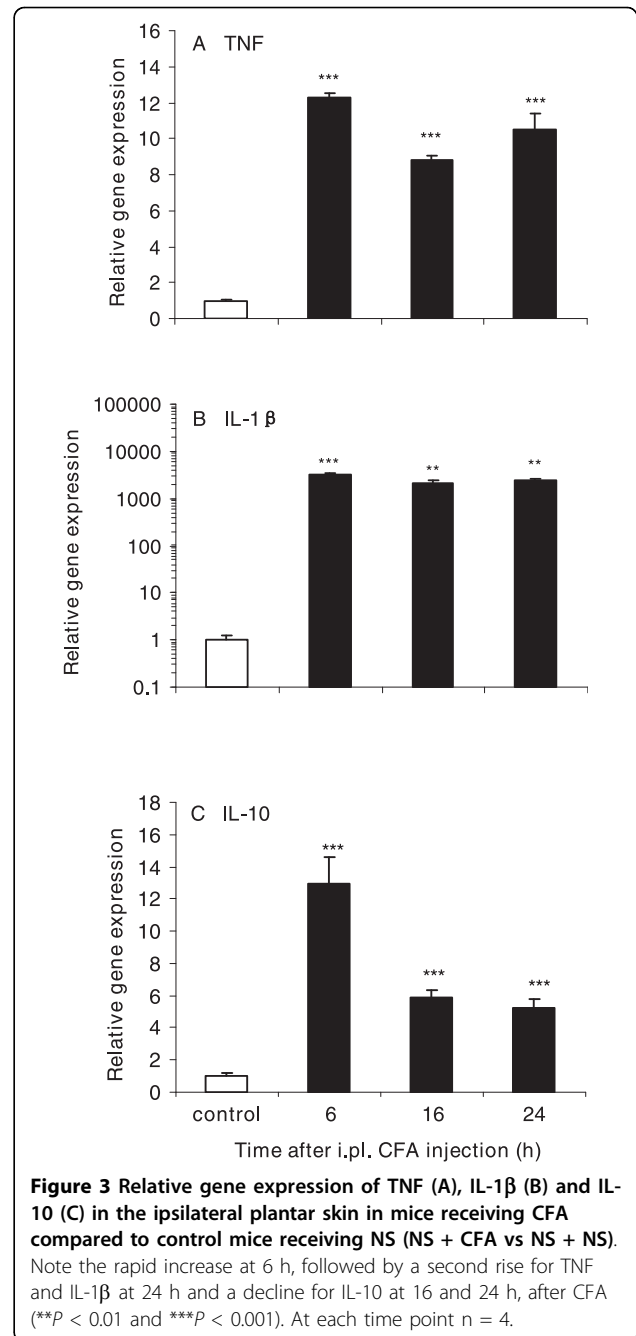 A TNF
Relative gene expression
16
14
12
10
8
6
4
2
0
***
***
***
B IL-1β
Relative gene expression
100000
10000
1000
100
10
1
0.1
***
**
**
C IL-10
Relative gene expression
18
16
14
12
10
8
6
4
2
0
***
***
***
control 6 16 24
Time after i.pl. CFA injection (h)
Figure 3 Relative gene expression of TNF (A), IL-1β (B) and IL-
10 (C) in the ipsilateral plantar skin in mice receiving CFA
compared to control mice receiving NS (NS + CFA vs NS + NS).
Note the rapid increase at 6 h, followed by a second rise for TNF
and IL-1β at 24 h and a decline for IL-10 at 16 and 24 h, after CFA
(**P < 0.01 and ***P < 0.001). At each time point n = 4.